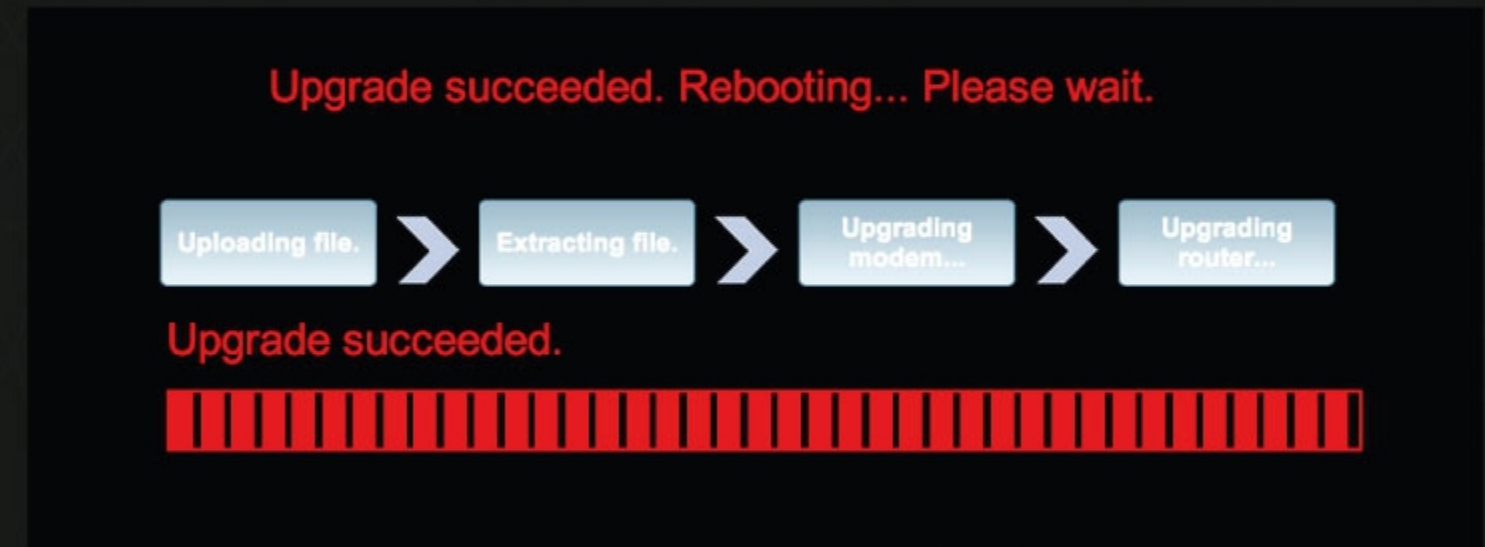 Upgrade succeeded. Rebooting... Please wait.
Uploading file.
Extracting file.
Upgrading
modem...
Upgrading
router...
Upgrade succeeded.